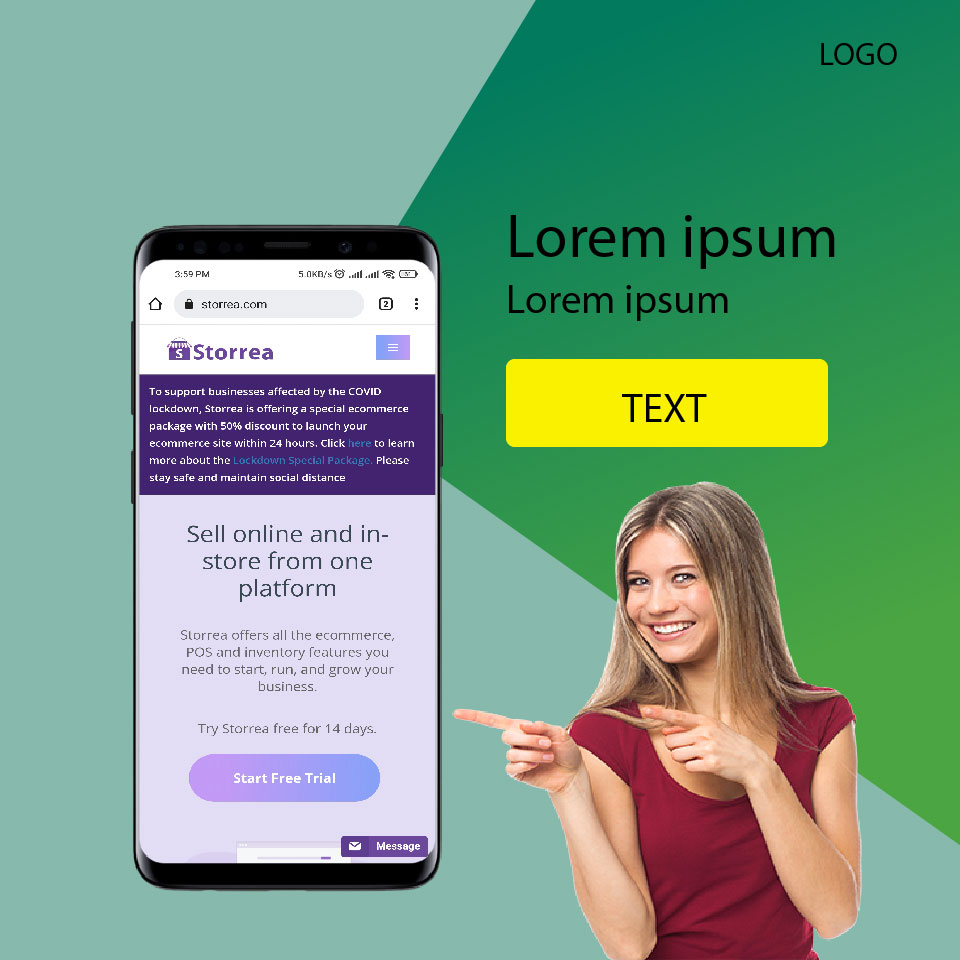 LOGO
Lorem ipsum
Lorem ipsum
TEXT
3:59 PM 5.0KB/s
storrea.com 2
S Storrea
To support businesses affected by the COVID
lockdown, Storrea is offering a special ecommerce
package with 50% discount to launch your
ecommerce site within 24 hours. Click here to learn
more about the Lockdown Special Package. Please
stay safe and maintain social distance
Sell online and in-
store from one
platform
Storrea offers all the ecommerce,
POS and inventory features you
need to start, run, and grow your
business.
Try Storrea free for 14 days.
Start Free Trial
Message